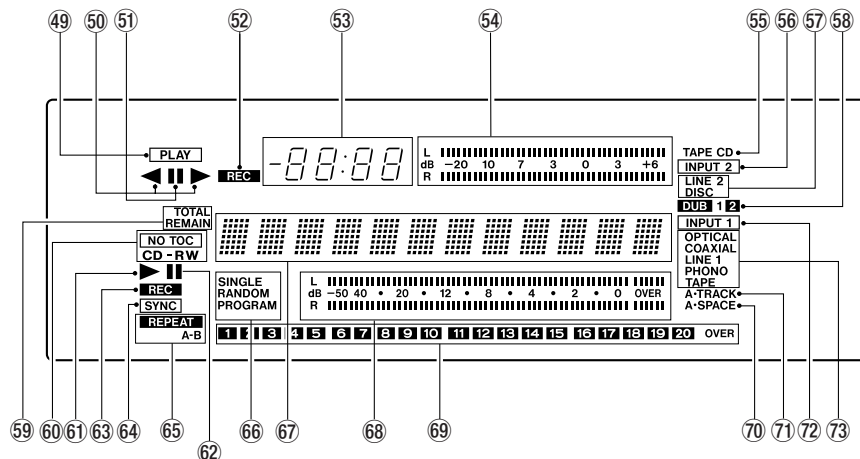 49 50 51 52 53 54 55 56 57 58
PLAY
REC
-88:88
L
dB -20 10 7 3 0 3 +6
R
TAPE CD
INPUT 2
LINE 2
DISC
DUB 1 2
TOTAL
REMAIN
NO TOC
CD-RW
REC
SYNC
REPEAT
A-B
SINGLE
RANDOM
PROGRAM
L
dB -50 40 • 20 • 12 • 8 • 4 • 2 • 0 OVER
R
INPUT 1
OPTICAL
COAXIAL
LINE 1
PHONO
TAPE
A•TRACK
A•SPACE
1 2 3 4 5 6 7 8 9 10 11 12 13 14 15 16 17 18 19 20 OVER
59 60 61 63 64 65 62 66 67 68 69 70 71 72 73